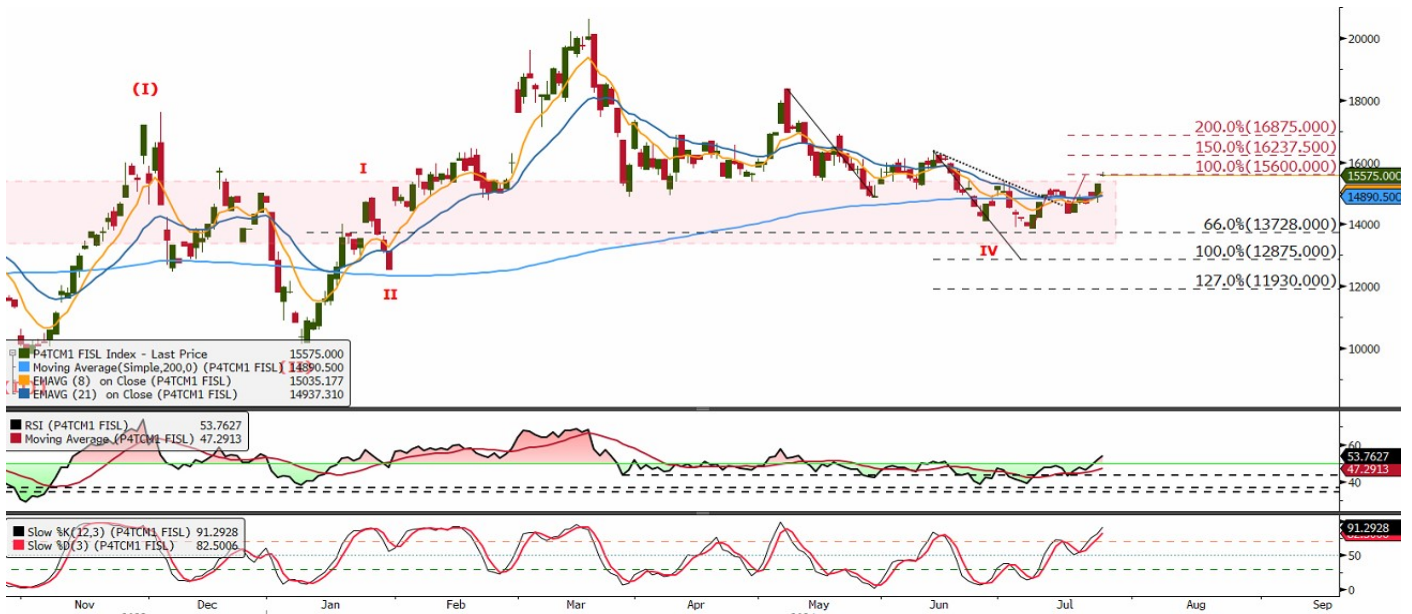 20000
(I)
18000
200.0%(16875.000)
150.0%(16237.500)
I
16000
100.0%(15600.000)
15575.000
14890.500
14000
66.0%(13728.000)
IV
100.0%(12875.000)
II
127.0%(11930.000)
12000
10000
P4TCM1 FISL Index - Last Price 15575.000
Moving Average(Simple,200,0) (P4TCM1 FISL) 14890.500
EMAVG (8) on Close (P4TCM1 FISL) 15035.177
EMAVG (21) on Close (P4TCM1 FISL) 14937.310
RSI (P4TCM1 FISL) 53.7627
Moving Average (P4TCM1 FISL) 47.2913
60
53.7627
47.2913
40
Slow %K(12,3) (P4TCM1 FISL) 91.2928
Slow %D(3) (P4TCM1 FISL) 82.5006
91.2928
50
0
Nov Dec Jan Feb Mar Apr May Jun Jul Aug Sep